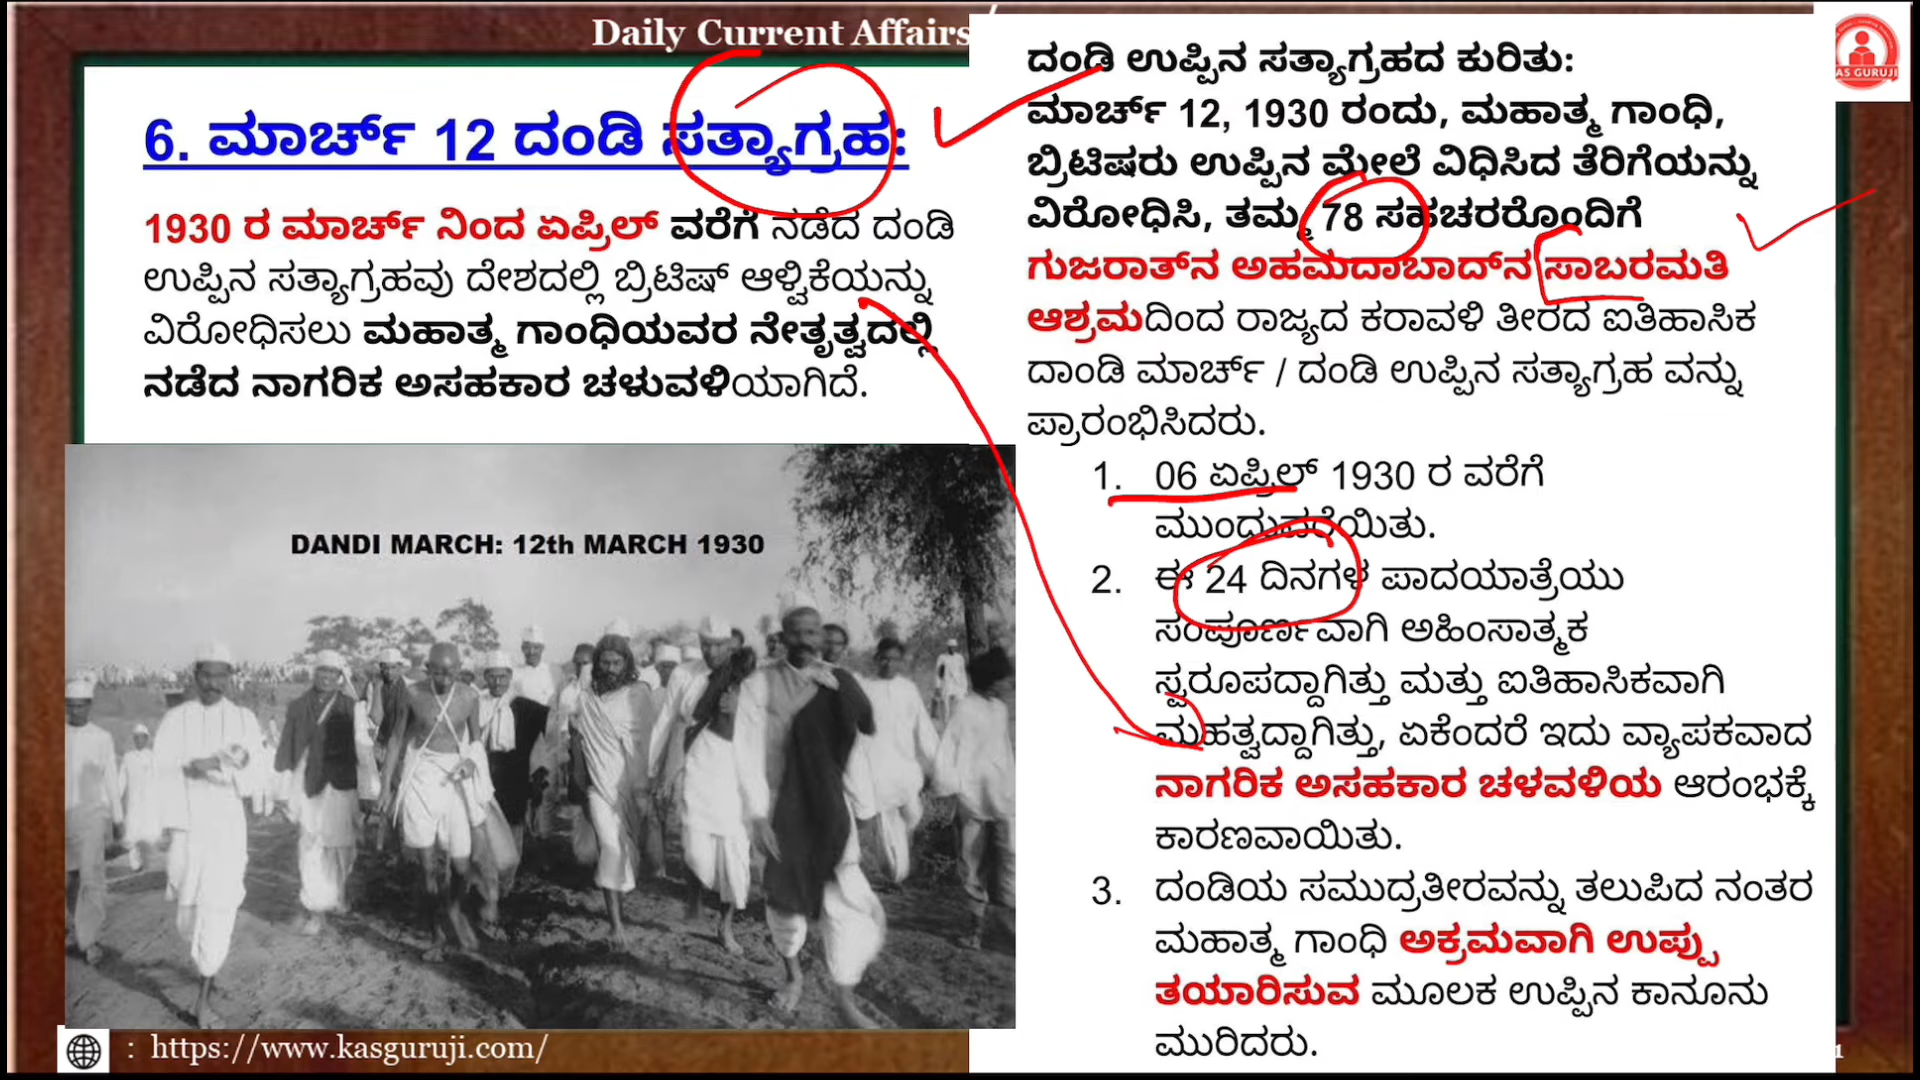 Daily Current Affairs
AS GURUJI
6. ಮಾರ್ಚ್ 12 ದಂಡಿ ಸತ್ಯಾಗ್ರಹ:
1930 ರ ಮಾರ್ಚ್ ನಿಂದ ಏಪ್ರಿಲ್ ವರೆಗೆ ನಡೆದ ದಂಡಿ
ಉಪ್ಪಿನ ಸತ್ಯಾಗ್ರಹವು ದೇಶದಲ್ಲಿ ಬ್ರಿಟಿಷ್ ಆಳ್ವಿಕೆಯನ್ನು
ವಿರೋಧಿಸಲು ಮಹಾತ್ಮ ಗಾಂಧಿಯವರ ನೇತೃತ್ವದಲ್ಲಿ
ನಡೆದ ನಾಗರಿಕ ಅಸಹಕಾರ ಚಳುವಳಿಯಾಗಿದೆ.
DANDI MARCH: 12th MARCH 1930
ದಂಡಿ ಉಪ್ಪಿನ ಸತ್ಯಾಗ್ರಹದ ಕುರಿತು:
ಮಾರ್ಚ್ 12, 1930 ರಂದು, ಮಹಾತ್ಮ ಗಾಂಧಿ,
ಬ್ರಿಟಿಷರು ಉಪ್ಪಿನ ಮೇಲೆ ವಿಧಿಸಿದ ತೆರಿಗೆಯನ್ನು
ವಿರೋಧಿಸಿ, ತಮ್ಮ 78 ಸಹಚರರೊಂದಿಗೆ
ಗುಜರಾತ್‌ನ ಅಹಮದಾಬಾದ್‌ನ ಸಾಬರಮತಿ
ಆಶ್ರಮದಿಂದ ರಾಜ್ಯದ ಕರಾವಳಿ ತೀರದ ಐತಿಹಾಸಿಕ
ದಾಂಡಿ ಮಾರ್ಚ್ / ದಂಡಿ ಉಪ್ಪಿನ ಸತ್ಯಾಗ್ರಹ ವನ್ನು
ಪ್ರಾರಂಭಿಸಿದರು.
1. 06 ಏಪ್ರಿಲ್ 1930 ರ ವರೆಗೆ
ಮುಂದುವರೆಯಿತು.
2. ಈ 24 ದಿನಗಳ ಪಾದಯಾತ್ರೆಯು
ಸಂಪೂರ್ಣವಾಗಿ ಅಹಿಂಸಾತ್ಮಕ
ಸ್ವರೂಪದ್ದಾಗಿತ್ತು ಮತ್ತು ಐತಿಹಾಸಿಕವಾಗಿ
ಮಹತ್ವದ್ದಾಗಿತ್ತು, ಏಕೆಂದರೆ ಇದು ವ್ಯಾಪಕವಾದ
ನಾಗರಿಕ ಅಸಹಕಾರ ಚಳವಳಿಯ ಆರಂಭಕ್ಕೆ
ಕಾರಣವಾಯಿತು.
3. ದಂಡಿಯ ಸಮುದ್ರತೀರವನ್ನು ತಲುಪಿದ ನಂತರ
ಮಹಾತ್ಮ ಗಾಂಧಿ ಅಕ್ರಮವಾಗಿ ಉಪ್ಪು
ತಯಾರಿಸುವ ಮೂಲಕ ಉಪ್ಪಿನ ಕಾನೂನು
ಮುರಿದರು.
: https://www.kasguruji.com/